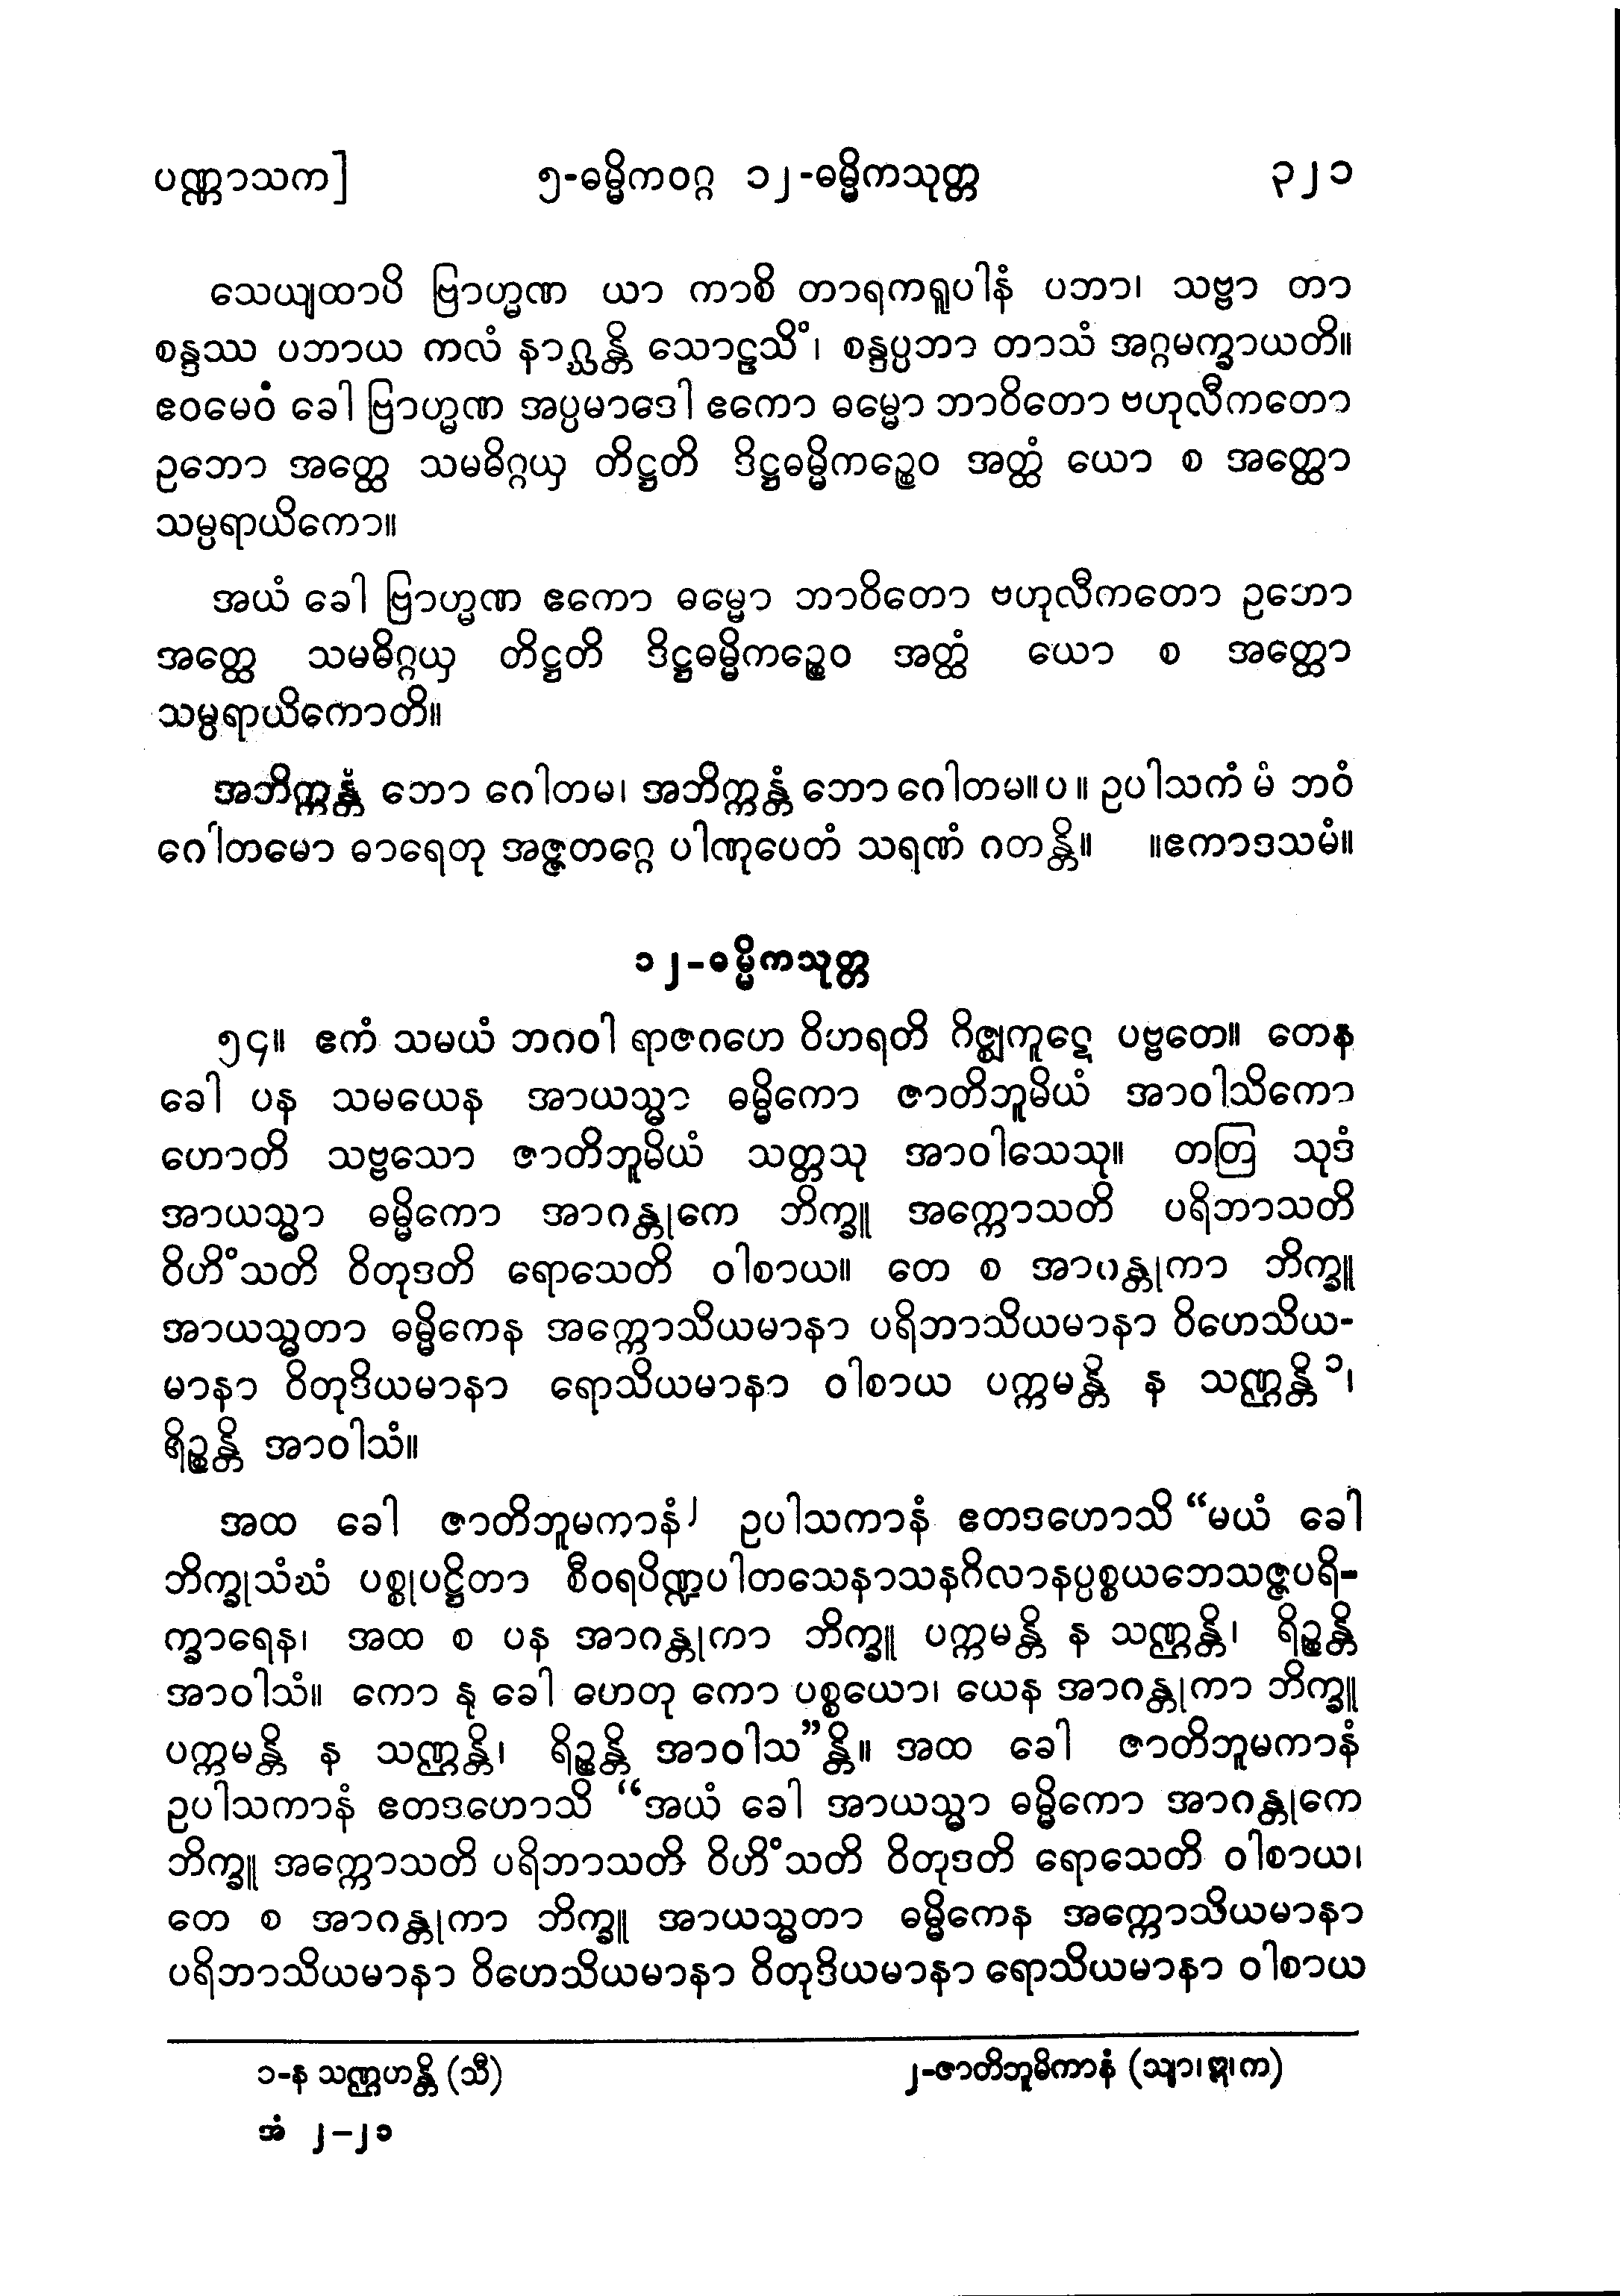 ပဏ္ဏာသက] ၅-ဓမ္မိကဝဂ္ဂ ၁၂-ဓမ္မိကသုတ္တ ၃၂၁
သေယျထာပိ ဗြာဟ္မဏ ယာ ကာစိ တာရကရူပါနံ ပဘာ၊ သဗ္ဗာ တာ
စန္ဒဿ ပဘာယ ကလံ နာဂ္ဃန္တိ သောဠသိံ၊ စန္ဒပ္ပဘာ တာသံ အဂ္ဂမက္ခာယတိ။
ဧဝမေဝံ ခေါ ဗြာဟ္မဏ အပ္ပမာဒေါ ဧကော ဓမ္မော ဘာဝိတော ဗဟုလီကတော
ဥဘော အတ္ထေ သမဓိဂ္ဂယှ တိဋ္ဌတိ ဒိဋ္ဌဓမ္မိကဉ္စေဝ အတ္ထံ ယော စ အတ္ထော
သမ္ပရာယိကော။
အယံ ခေါ ဗြာဟ္မဏ ဧကော ဓမ္မော ဘာဝိတော ဗဟုလီကတော ဥဘော
အတ္ထေ သမဓိဂ္ဂယှ တိဋ္ဌတိ ဒိဋ္ဌဓမ္မိကဉ္စေဝ အတ္ထံ ယော စ အတ္ထော
သမ္ပရာယိကောတိ။
အဘိက္ကန္တံ ဘော ဂေါတမ၊ အဘိက္ကန္တံ ဘော ဂေါတမ။ပ။ ဥပါသကံ မံ ဘဝံ
ဂေါတမော ဓာရေတု အဇ္ဇတဂ္ဂေ ပါဏုပေတံ သရဏံ ဂတန္တိ။ ။ဧကာဒသမံ။
၁၂-ဓမ္မိကသုတ္တ
၅၄။ ဧကံ သမယံ ဘဂဝါ ရာဇဂဟေ ဝိဟရတိ ဂိဇ္ဈကူဋေ ပဗ္ဗတေ။ တေန
ခေါ ပန သမယေန အာယသ္မာ ဓမ္မိကော ဇာတိဘူမိယံ အာဝါသိကော
ဟောတိ သဗ္ဗသော ဇာတိဘူမိယံ သတ္တသု အာဝါသေသု။ တတြ သုဒံ
အာယသ္မာ ဓမ္မိကော အာဂန္တုကေ ဘိက္ခူ အက္ကောသတိ ပရိဘာသတိ
ဝိဟိံသတိ ဝိတုဒတိ ရောသေတိ ဝါစာယ။ တေ စ အာဂန္တုကာ ဘိက္ခူ
အာယသ္မတာ ဓမ္မိကေန အက္ကောသိယမာနာ ပရိဘာသိယမာနာ ဝိဟေသိယ-
မာနာ ဝိတုဒိယမာနာ ရောသိယမာနာ ဝါစာယ ပက္ကမန္တိ န သဏ္ဌန္တိ ၁၊
ရိဉ္စန္တိ အာဝါသံ။
အထ ခေါ ဇာတိဘူမကာနံ၂ ဥပါသကာနံ ဧတဒဟောသိ “မယံ ခေါ
ဘိက္ခုသံဃံ ပစ္စုပဋ္ဌိတာ စီဝရပိဏ္ဍပါတသေနာသနဂိလာနပ္ပစ္စယဘေသဇ္ဇပရိ-
က္ခာရေန၊ အထ စ ပန အာဂန္တုကာ ဘိက္ခူ ပက္ကမန္တိ န သဏ္ဌန္တိ၊ ရိဉ္စန္တိ
အာဝါသံ။ ကော နု ခေါ ဟေတု ကော ပစ္စယော၊ ယေန အာဂန္တုကာ ဘိက္ခူ
ပက္ကမန္တိ န သဏ္ဌန္တိ၊ ရိဉ္စန္တိ အာဝါသ”န္တိ။ အထ ခေါ ဇာတိဘူမကာနံ
ဥပါသကာနံ ဧတဒဟောသိ “အယံ ခေါ အာယသ္မာ ဓမ္မိကော အာဂန္တုကေ
ဘိက္ခူ အက္ကောသတိ ပရိဘာသတိ ဝိဟိံသတိ ဝိတုဒတိ ရောသေတိ ဝါစာယ၊
တေ စ အာဂန္တုကာ ဘိက္ခူ အာယသ္မတာ ဓမ္မိကေန အက္ကောသိယမာနာ
ပရိဘာသိယမာနာ ဝိဟေသိယမာနာ ဝိတုဒိယမာနာ ရောသိယမာနာ ဝါစာယ
၁-န သဏ္ဌဟန္တိ (သီ) ၂-ဇာတိဘူမိကာနံ (သျာ၊ ဣ၊ က)
အံ ၂–၂၁